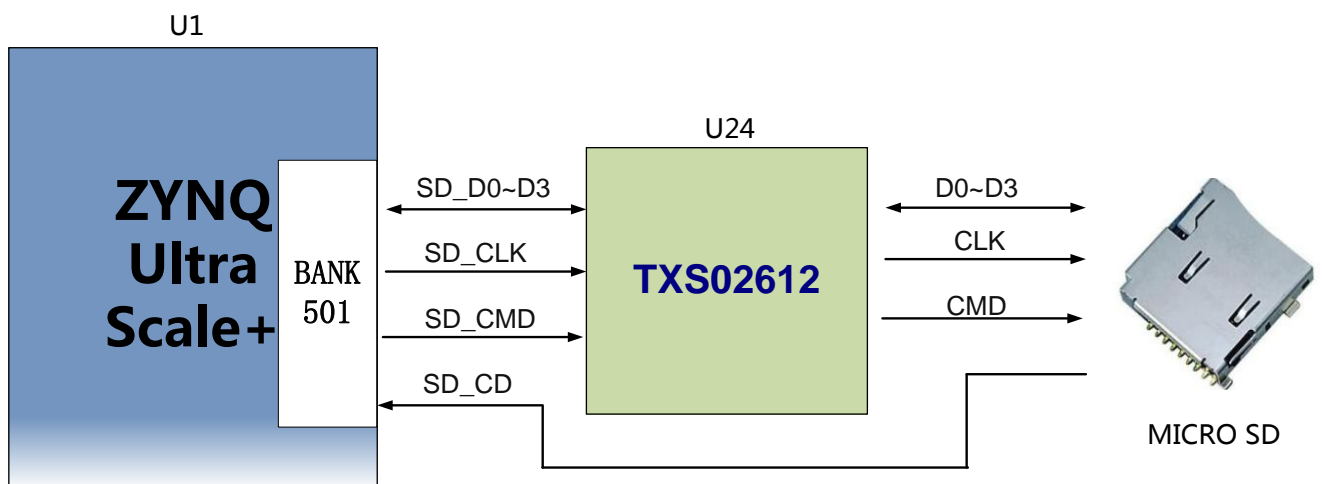 U1
ZYNQ
Ultra
Scale+
BANK
501
SD_D0~D3
SD_CLK
SD_CMD
SD_CD
U24
TXS02612
D0~D3
CLK
CMD
MICRO SD